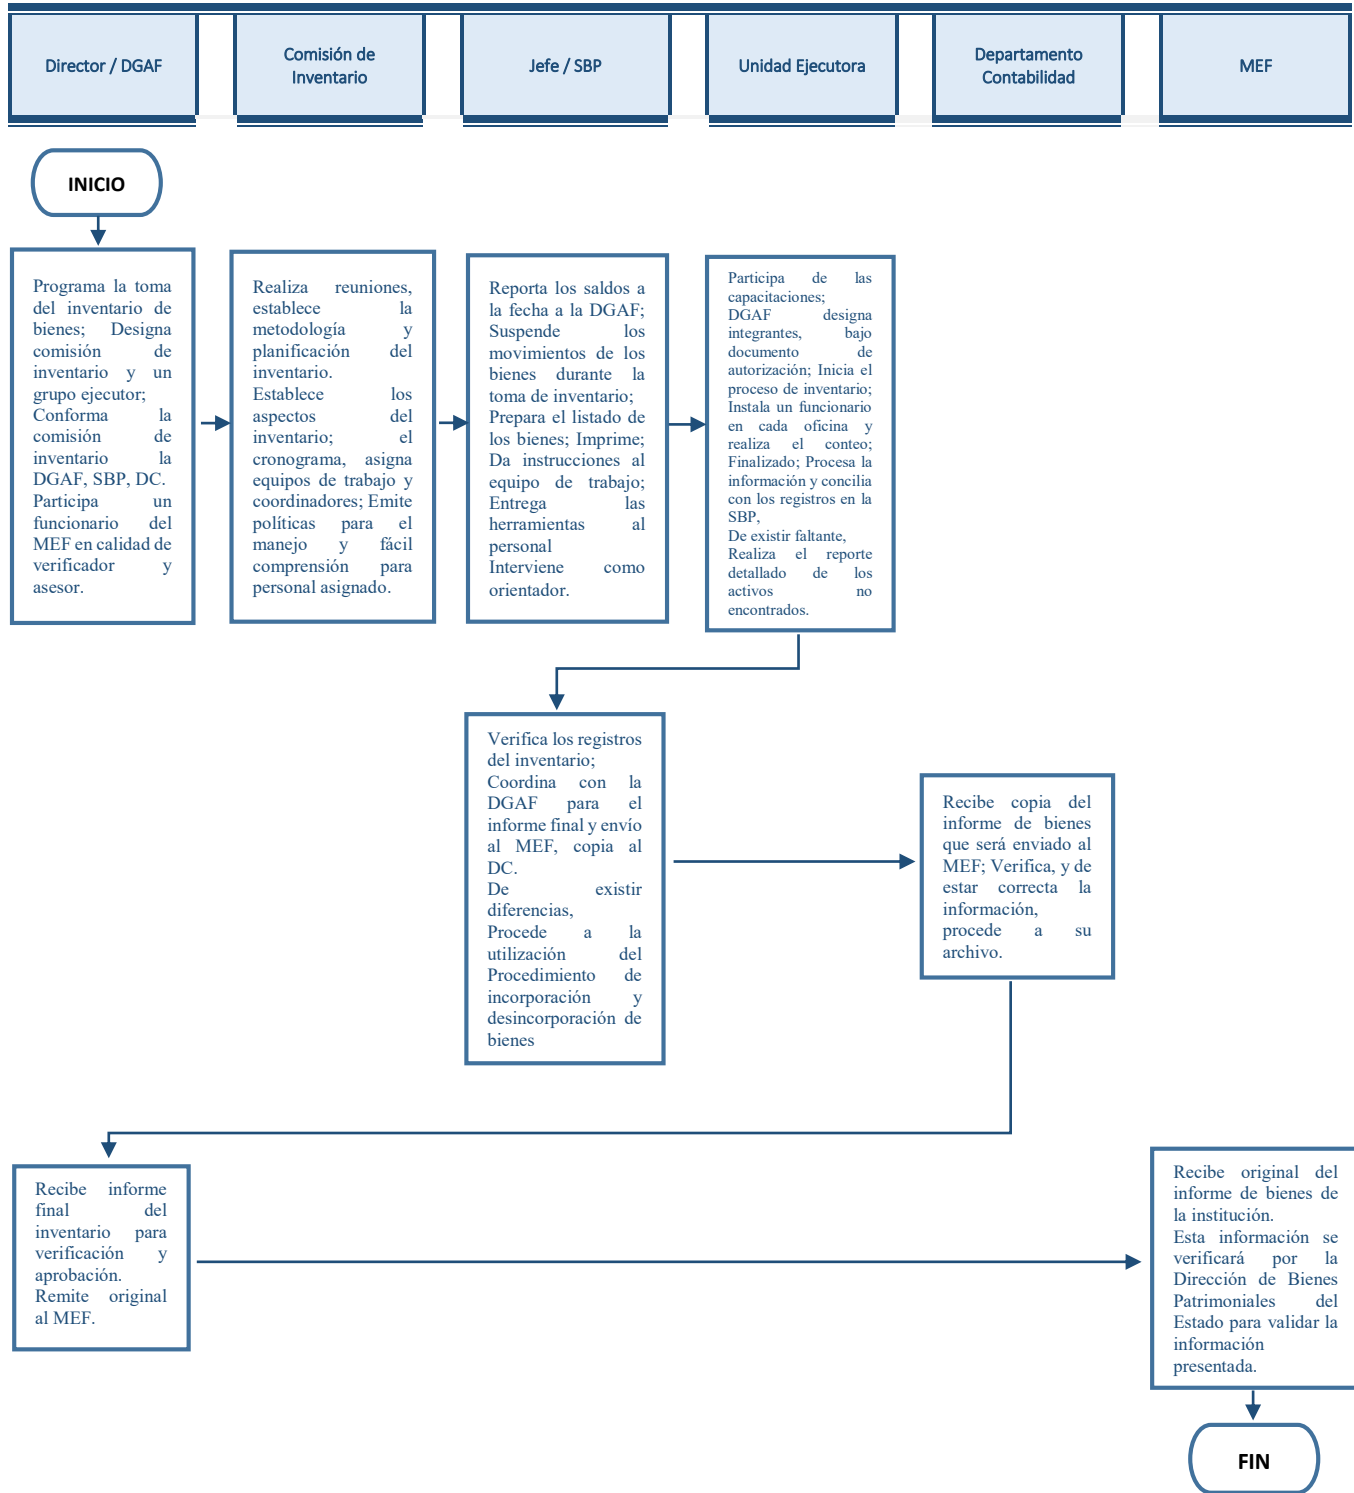 Director / DGAF
Comisión de
Inventario
Jefe / SBP
Unidad Ejecutora
Departamento
Contabilidad
MEF
INICIO
Programa la toma
del inventario de
bienes; Designa
comisión de
inventario y un
grupo ejecutor;
Conforma la
comisión de
inventario la
DGAF, SBP, DC.
Participa un
funcionario del
MEF en calidad de
verificador y
asesor.
Realiza reuniones,
establece la
metodología y
planificación del
inventario.
Establece los
aspectos del
inventario; el
cronograma, asigna
equipos de trabajo y
coordinadores; Emite
políticas para el
manejo y fácil
comprensión para
personal asignado.
Reporta los saldos a
la fecha a la DGAF;
Suspende los
movimientos de los
bienes durante la
toma de inventario;
Prepara el listado de
los bienes; Imprime;
Da instrucciones al
equipo de trabajo;
Entrega las
herramientas al
personal
Interviene como
orientador.
Participa de las
capacitaciones;
DGAF designa
integrantes, bajo
documento de
autorización; Inicia el
proceso de inventario;
Instala un funcionario
en cada oficina y
realiza el conteo;
Finalizado; Procesa la
información y concilia
con los registros en la
SBP,
De existir faltante,
Realiza el reporte
detallado de los
activos no
encontrados.
Verifica los registros
del inventario;
Coordina con la
DGAF para el
informe final y envío
al MEF, copia al
DC.
De existir
diferencias,
Procede a la
utilización del
Procedimiento de
incorporación y
desincorporación de
bienes
Recibe copia del
informe de bienes
que será enviado al
MEF; Verifica, y de
estar correcta la
información,
procede a su
archivo.
Recibe informe
final del
inventario para
verificación y
aprobación.
Remite original
al MEF.
Recibe original del
informe de bienes de
la institución.
Esta información se
verificará por la
Dirección de Bienes
Patrimoniales del
Estado para validar la
información
presentada.
FIN